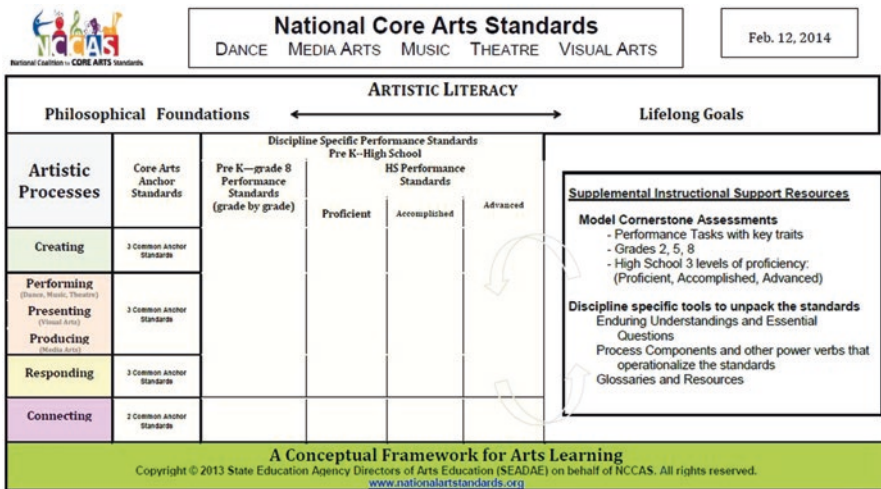 NCCAS
National Coalition for CORE ARTS Standards
National Core Arts Standards
DANCE MEDIA ARTS MUSIC THEATRE VISUAL ARTS
Feb. 12, 2014
ARTISTIC LITERACY
Philosophical Foundations
Lifelong Goals
Artistic
Processes
Core Arts
Anchor
Standards
Discipline Specific Performance Standards
Pre K--High School
Pre K—grade 8
Performance
Standards
(grade by grade)
HS Performance
Standards
Proficient
Accomplished
Advanced
Creating
3 Common Anchor
Standards
Performing
(Dance, Music, Theatre)
Presenting
(Visual Arts)
Producing
(Media Arts)
3 Common Anchor
Standards
Responding
3 Common Anchor
Standards
Connecting
2 Common Anchor
Standards
Supplemental Instructional Support Resources
Model Cornerstone Assessments
- Performance Tasks with key traits
- Grades 2, 5, 8
- High School 3 levels of proficiency:
(Proficient, Accomplished, Advanced)
Discipline specific tools to unpack the standards
Enduring Understandings and Essential
Questions
Process Components and other power verbs that
operationalize the standards
Glossaries and Resources
A Conceptual Framework for Arts Learning
Copyright © 2013 State Education Agency Directors of Arts Education (SEADAE) on behalf of NCCAS. All rights reserved.
www.nationalartstandards.org